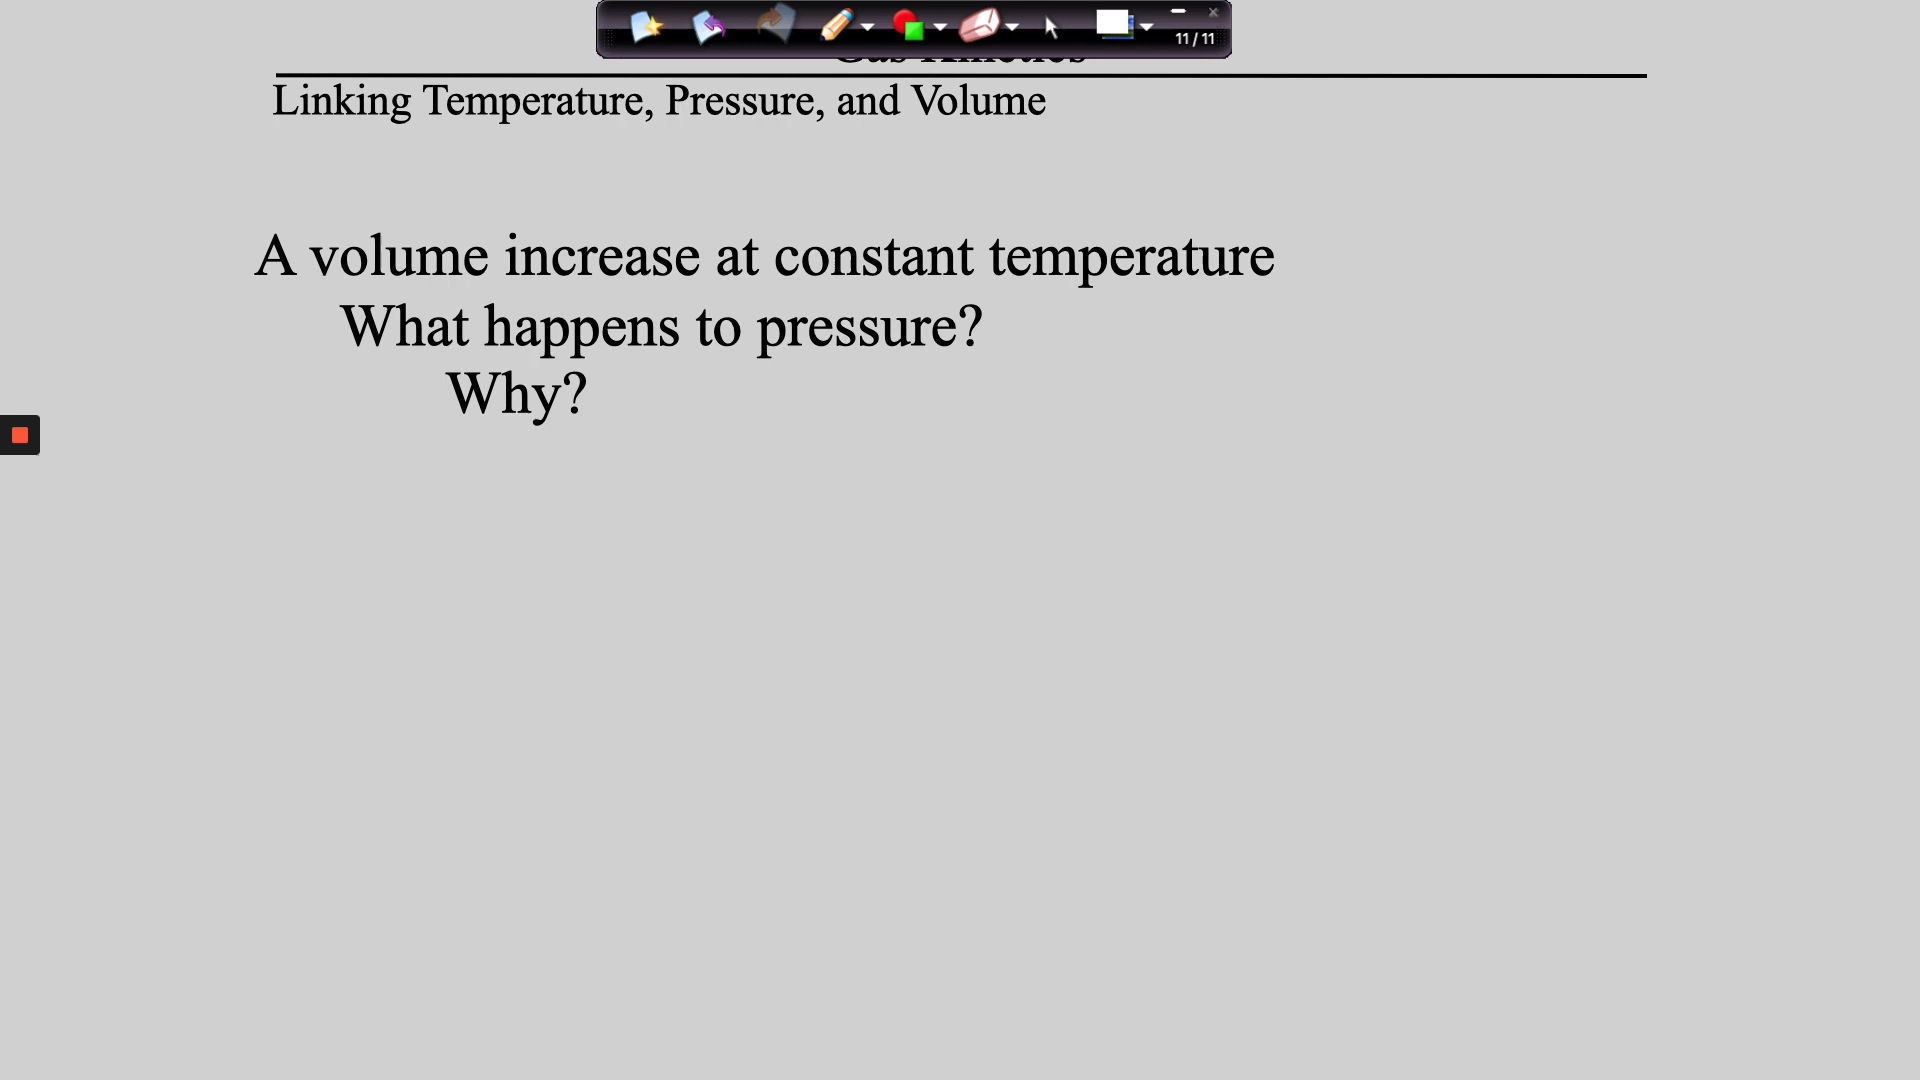 11 / 11
Linking Temperature, Pressure, and Volume
A volume increase at constant temperature
What happens to pressure?
Why?